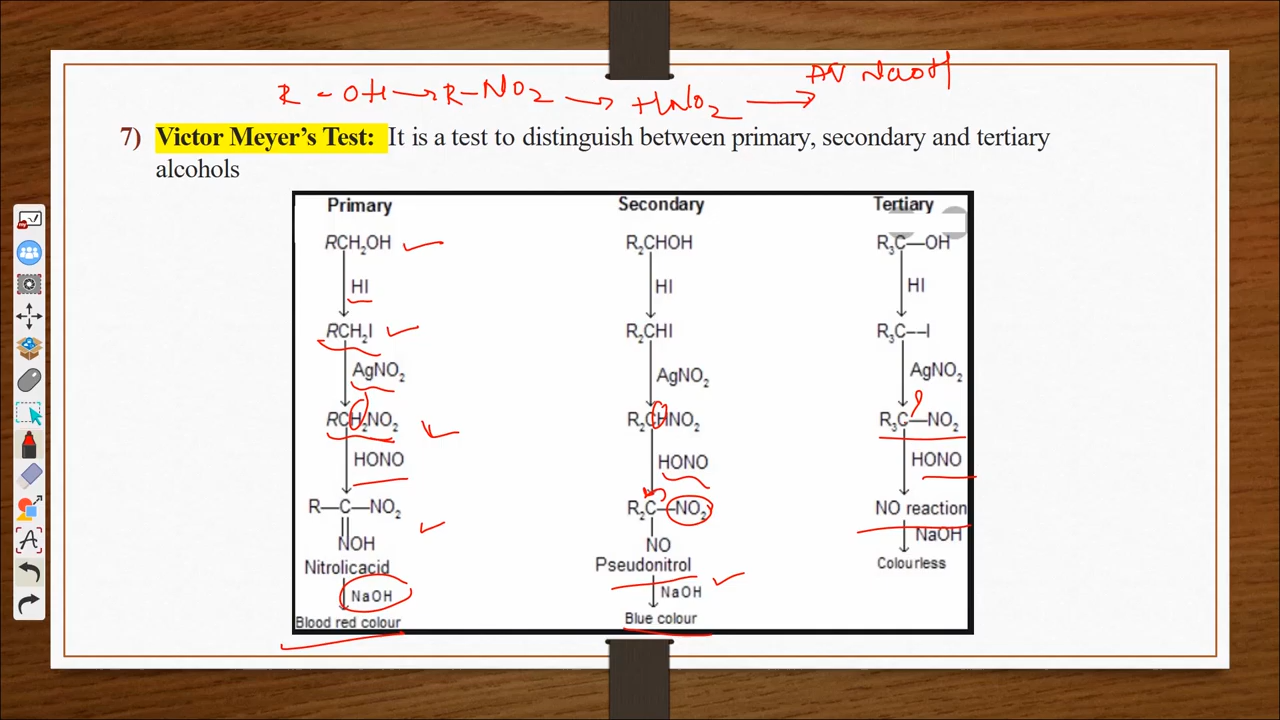 R - OH → R-NO2 → HNO2 → NaOH
7) Victor Meyer's Test: It is a test to distinguish between primary, secondary and tertiary
alcohols
Primary Secondary Tertiary
RCH2OH R2CHOH R3C—OH
HI HI HI
RCH2I R2CHI R3C—I
AgNO2 AgNO2 AgNO2
RCH2NO2 R2CHNO2 R3C—NO2
HONO HONO HONO
R—C—NO2 R2C—NO2 NO reaction
NOH NO NaOH
Nitrolicacid Pseudonitrol Colourless
NaOH NaOH
Blood red colour Blue colour